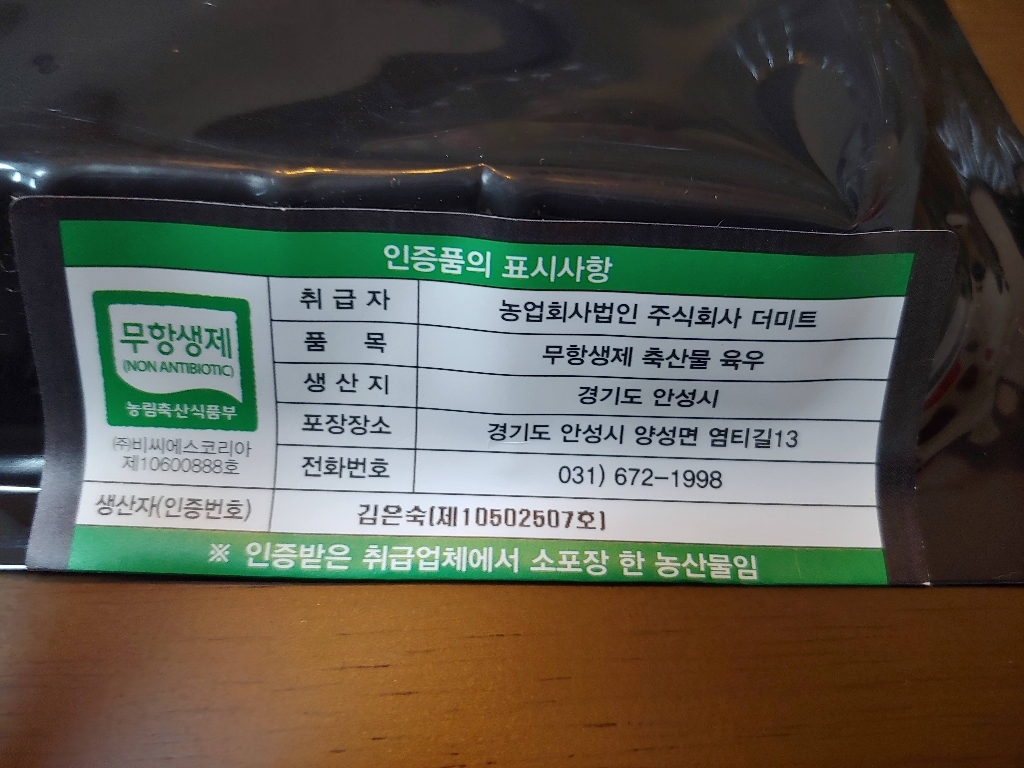 인증품의 표시사항
무항생제
(NON ANTIBIOTIC)
농림축산식품부
(주)비씨에스코리아
제10600888호
취급자 농업회사법인 주식회사 더미트
품목 무항생제 축산물 육우
생산지 경기도 안성시
포장장소 경기도 안성시 양성면 염티길13
전화번호 031) 672-1998
생산자(인증번호) 김은숙(제10502507호)
※ 인증받은 취급업체에서 소포장 한 농산물임